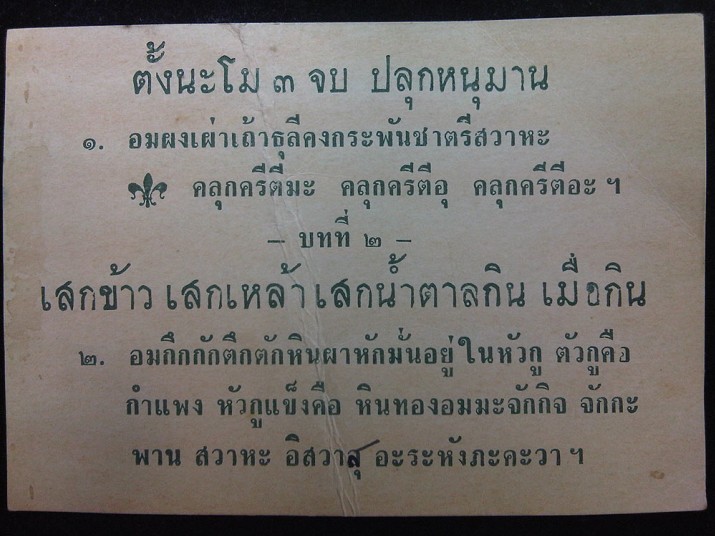 ตั้งนะโม ๓ จบ ปลุกหนุมาน
๑. อมผงเผ่าเถ้าธุลีคงกระพันชาตรีสวาหะ
คลุกครีตีมะ คลุกครีตีอุ คลุกครีตีอะ ฯ
– บทที่ ๒ –
เสกข้าว เสกเหล้า เสกน้ำตาลกิน เมื่อกิน
๒. อมกึกกักตึกตักหินผาหักมั่นอยู่ในหัวกู ตัวกูคือ
กำแพง หัวกูแข็งคือ หินทองอมมะจักกิจ จักกะ
พาน สวาหะ อิสวาสุ อะระหังภะคะวา ฯ